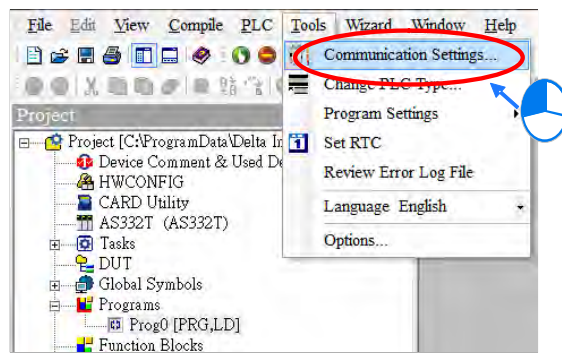 File Edit View Compile PLC Tools Wizard Window Help
Communication Settings...
Change PLC Type...
Program Settings
Set RTC
Review Error Log File
Language English
Options...
Project
Project [C:\ProgramData\Delta In
Device Comment & Used De
HWCONFIG
CARD Utility
AS332T (AS332T)
Tasks
DUT
Global Symbols
Programs
Prog0 [PRG,LD]
Function Blocks